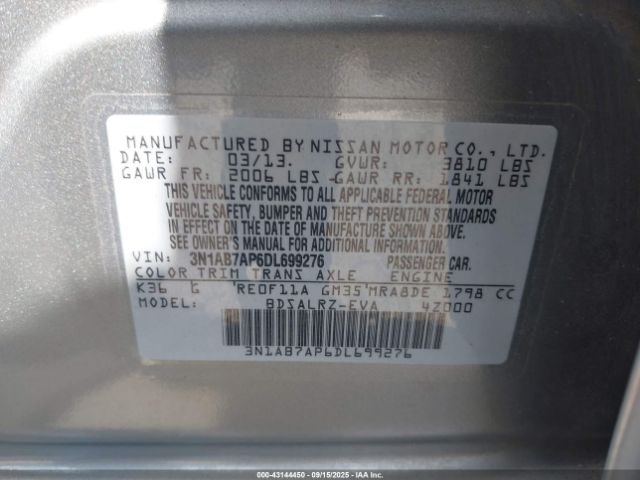 MANUFACTURED BY NISSAN MOTOR CO., LTD.
DATE: 03/13. GVWR: 3810 LBS
GAWR FR: 2006 LBS GAWR RR: 1841 LBS
THIS VEHICLE CONFORMS TO ALL APPLICABLE FEDERAL MOTOR
VEHICLE SAFETY, BUMPER AND THEFT PREVENTION STANDARDS
IN EFFECT ON THE DATE OF MANUFACTURE SHOWN ABOVE.
SEE OWNER'S MANUAL FOR ADDITIONAL INFORMATION.
VIN: 3N1AB7AP6DL699276 PASSENGER CAR.
COLOR TRIM TRANS AXLE ENGINE
K36 G RE0F11A GM35 MRA8DE 1798 CC
BDSALRZ-EVA 4Z000
3N1AB7AP6DL699276
000-43144450 - 09/15/2025 - IAA, Inc.